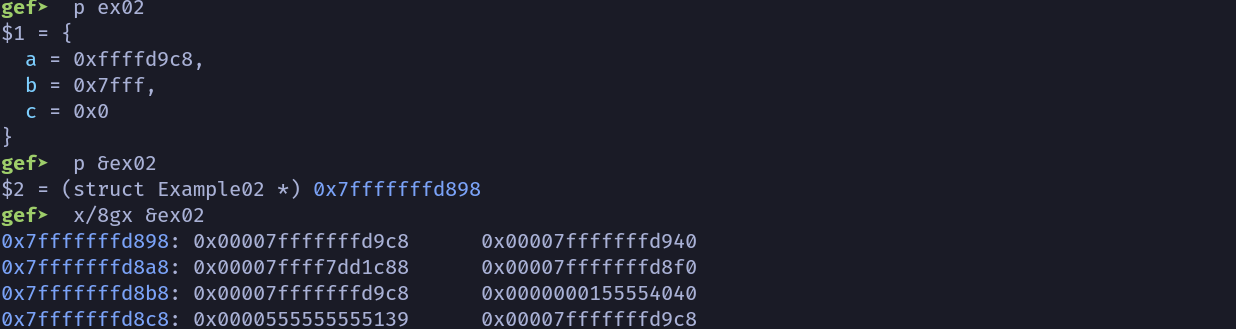 gef➤  p ex02
$1 = {
  a = 0xffffd9c8,
  b = 0x7fff,
  c = 0x0
}
gef➤  p &ex02
$2 = (struct Example02 *) 0x7fffffffd898
gef➤  x/8gx &ex02
0x7fffffffd898: 0x00007fffffffd9c8      0x00007fffffffd940
0x7fffffffd8a8: 0x00007ffff7dd1c88      0x00007fffffffd8f0
0x7fffffffd8b8: 0x00007fffffffd9c8      0x0000000155554040
0x7fffffffd8c8: 0x0000555555555139      0x00007fffffffd9c8